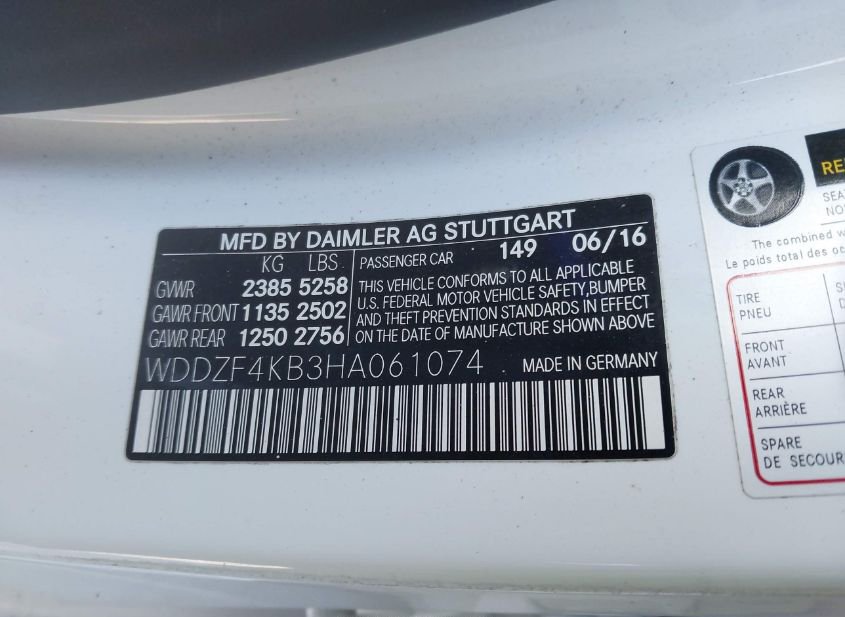 MFD BY DAIMLER AG STUTTGART
KG LBS
GVWR 2385 5258
GAWR FRONT 1135 2502
GAWR REAR 1250 2756
PASSENGER CAR 149 06/16
THIS VEHICLE CONFORMS TO ALL APPLICABLE
U.S. FEDERAL MOTOR VEHICLE SAFETY,BUMPER
AND THEFT PREVENTION STANDARDS IN EFFECT
ON THE DATE OF MANUFACTURE SHOWN ABOVE
WDDZF4KB3HA061074 MADE IN GERMANY
The combined
Le poids total des
TIRE
PNEU
FRONT
AVANT
REAR
ARRIÈRE
SPARE
DE